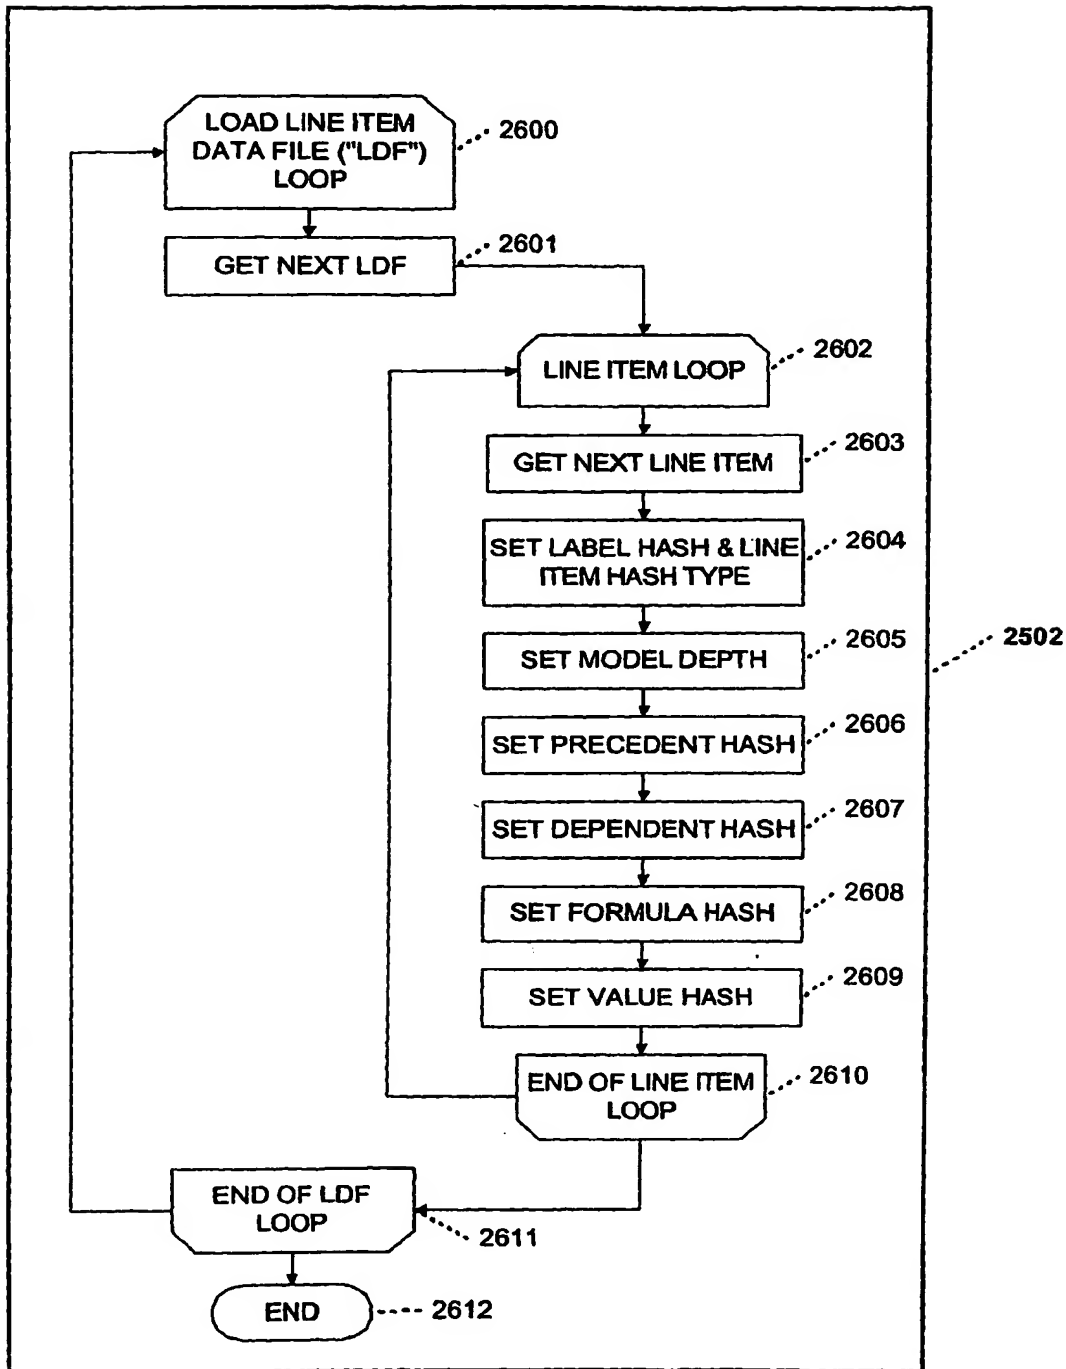 LOAD LINE ITEM
DATA FILE ("LDF")
LOOP
2600
GET NEXT LDF
2601
LINE ITEM LOOP
2602
GET NEXT LINE ITEM
2603
SET LABEL HASH & LINE
ITEM HASH TYPE
2604
SET MODEL DEPTH
2605
2502
SET PRECEDENT HASH
2606
SET DEPENDENT HASH
2607
SET FORMULA HASH
2608
SET VALUE HASH
2609
END OF LINE ITEM
LOOP
2610
END OF LDF
LOOP
2611
END
2612